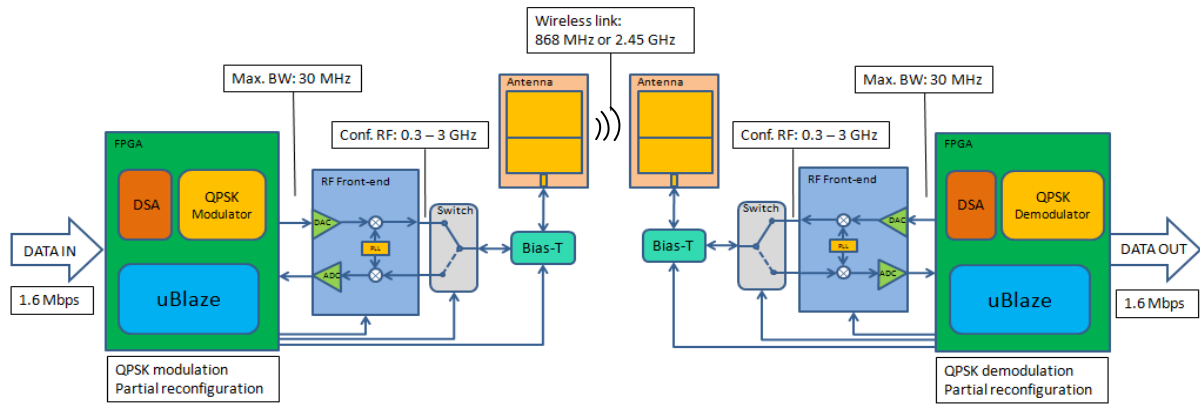 Wireless link:
868 MHz or 2.45 GHz
Max. BW: 30 MHz
Antenna
Antenna
Max. BW: 30 MHz
Conf. RF: 0.3 – 3 GHz
Conf. RF: 0.3 – 3 GHz
FPGA
DSA
QPSK
Modulator
uBlaze
RF Front-end
DAC
PLL
ADC
Switch
Bias-T
Bias-T
Switch
RF Front-end
DAC
PLL
ADC
FPGA
DSA
QPSK
Demodulator
uBlaze
DATA IN
1.6 Mbps
DATA OUT
1.6 Mbps
QPSK modulation
Partial reconfiguration
QPSK demodulation
Partial reconfiguration